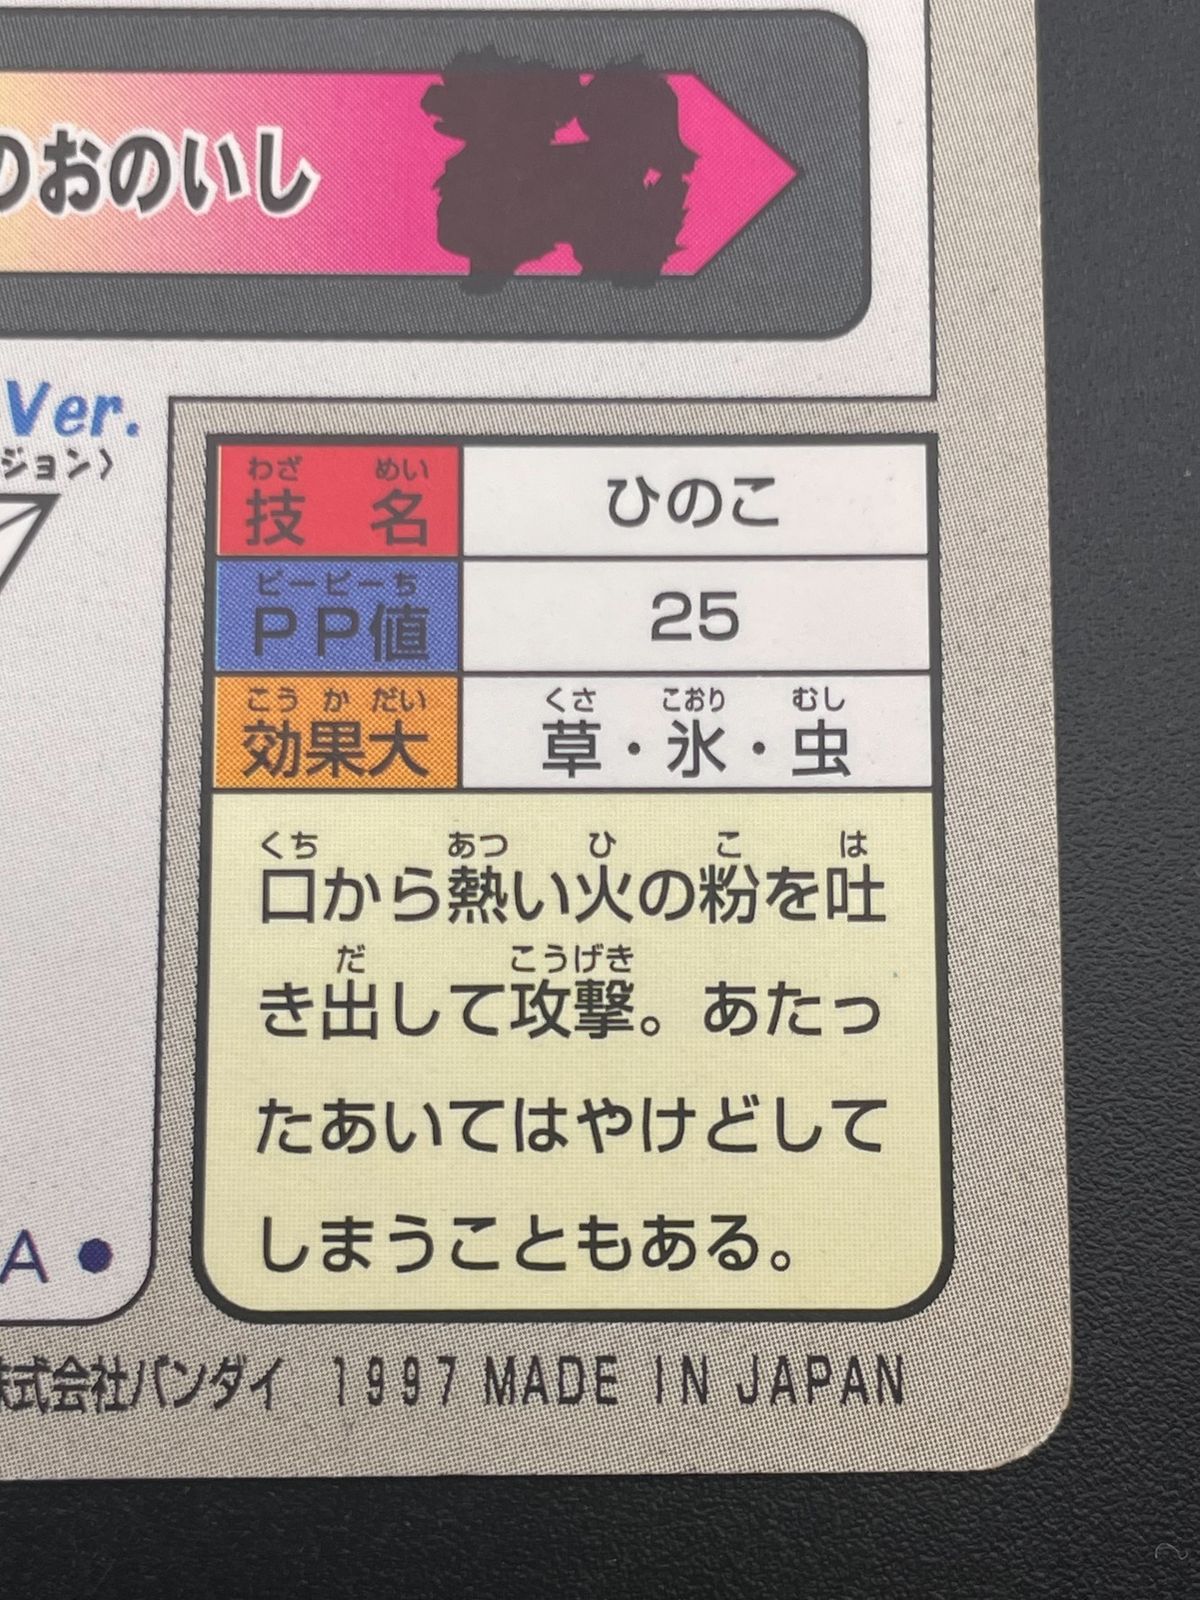 のおのいし
Ver.
ジョン〉
わざ めい
技 名
ひのこ
ピーピーち
PP値
25
こう か だい
効果大
くさ こおり むし
草・氷・虫
くち あつ ひ こ は
口から熱い火の粉を吐
だ こうげき
き出して攻撃。あたっ
たあいてはやけどして
しまうこともある。
A ●
株式会社バンダイ 1997 MADE IN JAPAN